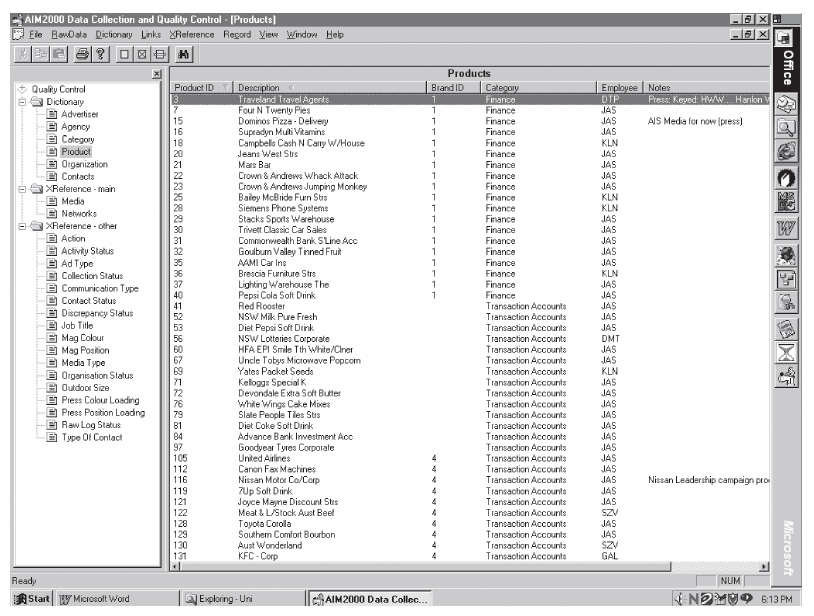 AIM2000 Data Collection and Quality Control - [Products]
File RawData Dictionary Links XReference Record View Window Help
Quality Control
Dictionary
Advertiser
Agency
Category
Product
Organization
Contacts
XReference - main
Media
Networks
XReference - other
Action
Activity Status
Ad Type
Collection Status
Communication Type
Contact Status
Discrepancy Status
Job Title
Mag Colour
Mag Position
Media Type
Organisation Status
Outdoor Size
Press Colour Loading
Press Position Loading
Raw Log Status
Type Of Contact
Products
Product ID Description Brand ID Category Employee Notes
3 Traveland Travel Agents 1 Finance DTP Press: Keyed: HWW.... Hanlon W
7 Four N Twenty Pies 1 Finance JAS
15 Dominos Pizza - Delivery 1 Finance JAS AIS Media for now (press)
16 Supradyn Multi Vitamins 1 Finance JAS
18 Campbells Cash N Carry W/House 1 Finance KLN
20 Jeans West Strs 1 Finance JAS
21 Mars Bar 1 Finance JAS
22 Crown & Andrews Whack Attack 1 Finance JAS
23 Crown & Andrews Jumping Monkey 1 Finance JAS
25 Bailey McBride Furn Strs 1 Finance KLN
28 Siemens Phone Systems 1 Finance KLN
29 Stacks Sports Warehouse 1 Finance JAS
30 Trivett Classic Car Sales 1 Finance JAS
31 Commonwealth Bank S'Line Acc 1 Finance JAS
32 Goulburn Valley Tinned Fruit 1 Finance JAS
35 AAMI Car Ins 1 Finance JAS
36 Brescia Furniture Strs 1 Finance KLN
37 Lighting Warehouse The 1 Finance JAS
40 Pepsi Cola Soft Drink 1 Finance JAS
41 Red Rooster Transaction Accounts JAS
52 NSW Milk Pure Fresh Transaction Accounts JAS
53 Diet Pepsi Soft Drink Transaction Accounts JAS
56 NSW Lotteries Corporate Transaction Accounts DMT
60 HFA EPI Smile Tth White/Clner Transaction Accounts JAS
67 Uncle Tobys Microwave Popcorn Transaction Accounts JAS
69 Yates Packet Seeds Transaction Accounts KLN
71 Kelloggs Special K Transaction Accounts JAS
72 Devondale Extra Soft Butter Transaction Accounts JAS
76 White Wings Cake Mixes Transaction Accounts JAS
79 Slate People Tiles Strs Transaction Accounts JAS
81 Diet Coke Soft Drink Transaction Accounts JAS
84 Advance Bank Investment Acc Transaction Accounts JAS
97 Goodyear Tyres Corporate Transaction Accounts JAS
105 United Airlines 4 Transaction Accounts JAS
112 Canon Fax Machines 4 Transaction Accounts JAS
116 Nissan Motor Co/Corp 4 Transaction Accounts JAS Nissan Leadership campaign pro
119 7Up Soft Drink 4 Transaction Accounts JAS
121 Joyce Mayne Discount Strs 4 Transaction Accounts JAS
122 Meat & L/Stock Aust Beef 4 Transaction Accounts SZV
128 Toyota Corolla 4 Transaction Accounts JAS
129 Southern Comfort Bourbon 4 Transaction Accounts JAS
130 Aust Wonderland 4 Transaction Accounts SZV
131 KFC - Corp 4 Transaction Accounts GAL
Office
Microsoft
Ready NUM
Start Microsoft Word Exploring - Uni AIM2000 Data Collec... 6:13 PM